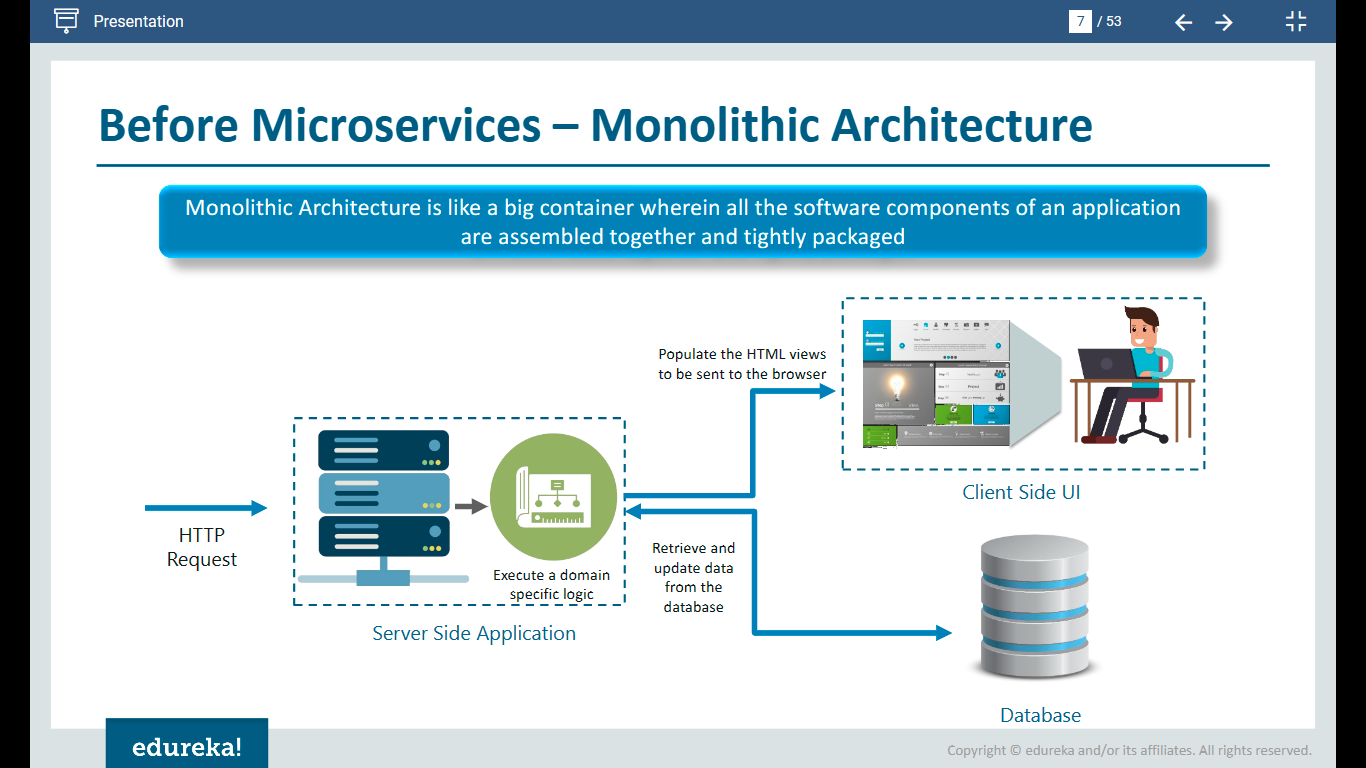 Presentation
7 / 53
Before Microservices – Monolithic Architecture
Monolithic Architecture is like a big container wherein all the software components of an application
are assembled together and tightly packaged
Populate the HTML views
to be sent to the browser
Client Side UI
HTTP
Request
Execute a domain
specific logic
Server Side Application
Retrieve and
update data
from the
database
Database
edureka!
Copyright © edureka and/or its affiliates. All rights reserved.